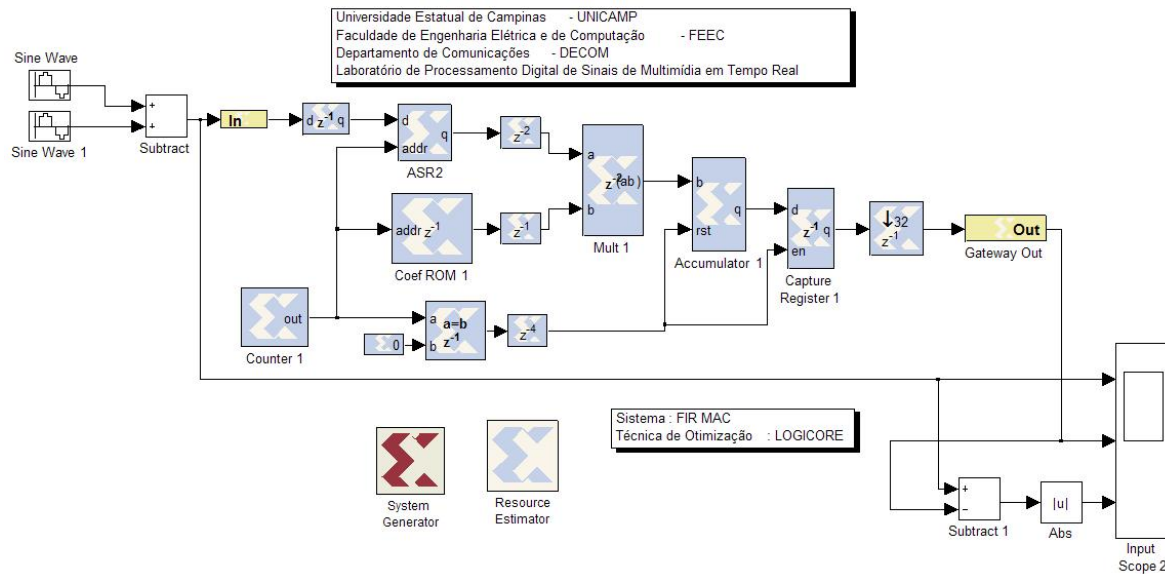 Universidade Estatual de Campinas - UNICAMP
Faculdade de Engenharia Elétrica e de Computação - FEEC
Departamento de Comunicações - DECOM
Laboratório de Processamento Digital de Sinais de Multimídia em Tempo Real
Sine Wave
Sine Wave 1
+
+
Subtract
In
d z-1 q
d
addr
q
ASR2
z-2
addr z-1
Coef ROM 1
z-1
a
b
z-2 (ab)
Mult 1
b
rst
q
Accumulator 1
d
en
z-1 q
Capture
Register 1
↓32
z-1
Out
Gateway Out
out
Counter 1
0
a
b
a=b
z-1
z-4
Sistema : FIR MAC
Técnica de Otimização : LOGICORE
System
Generator
Resource
Estimator
+
−
Subtract 1
|u|
Abs
Input
Scope 2